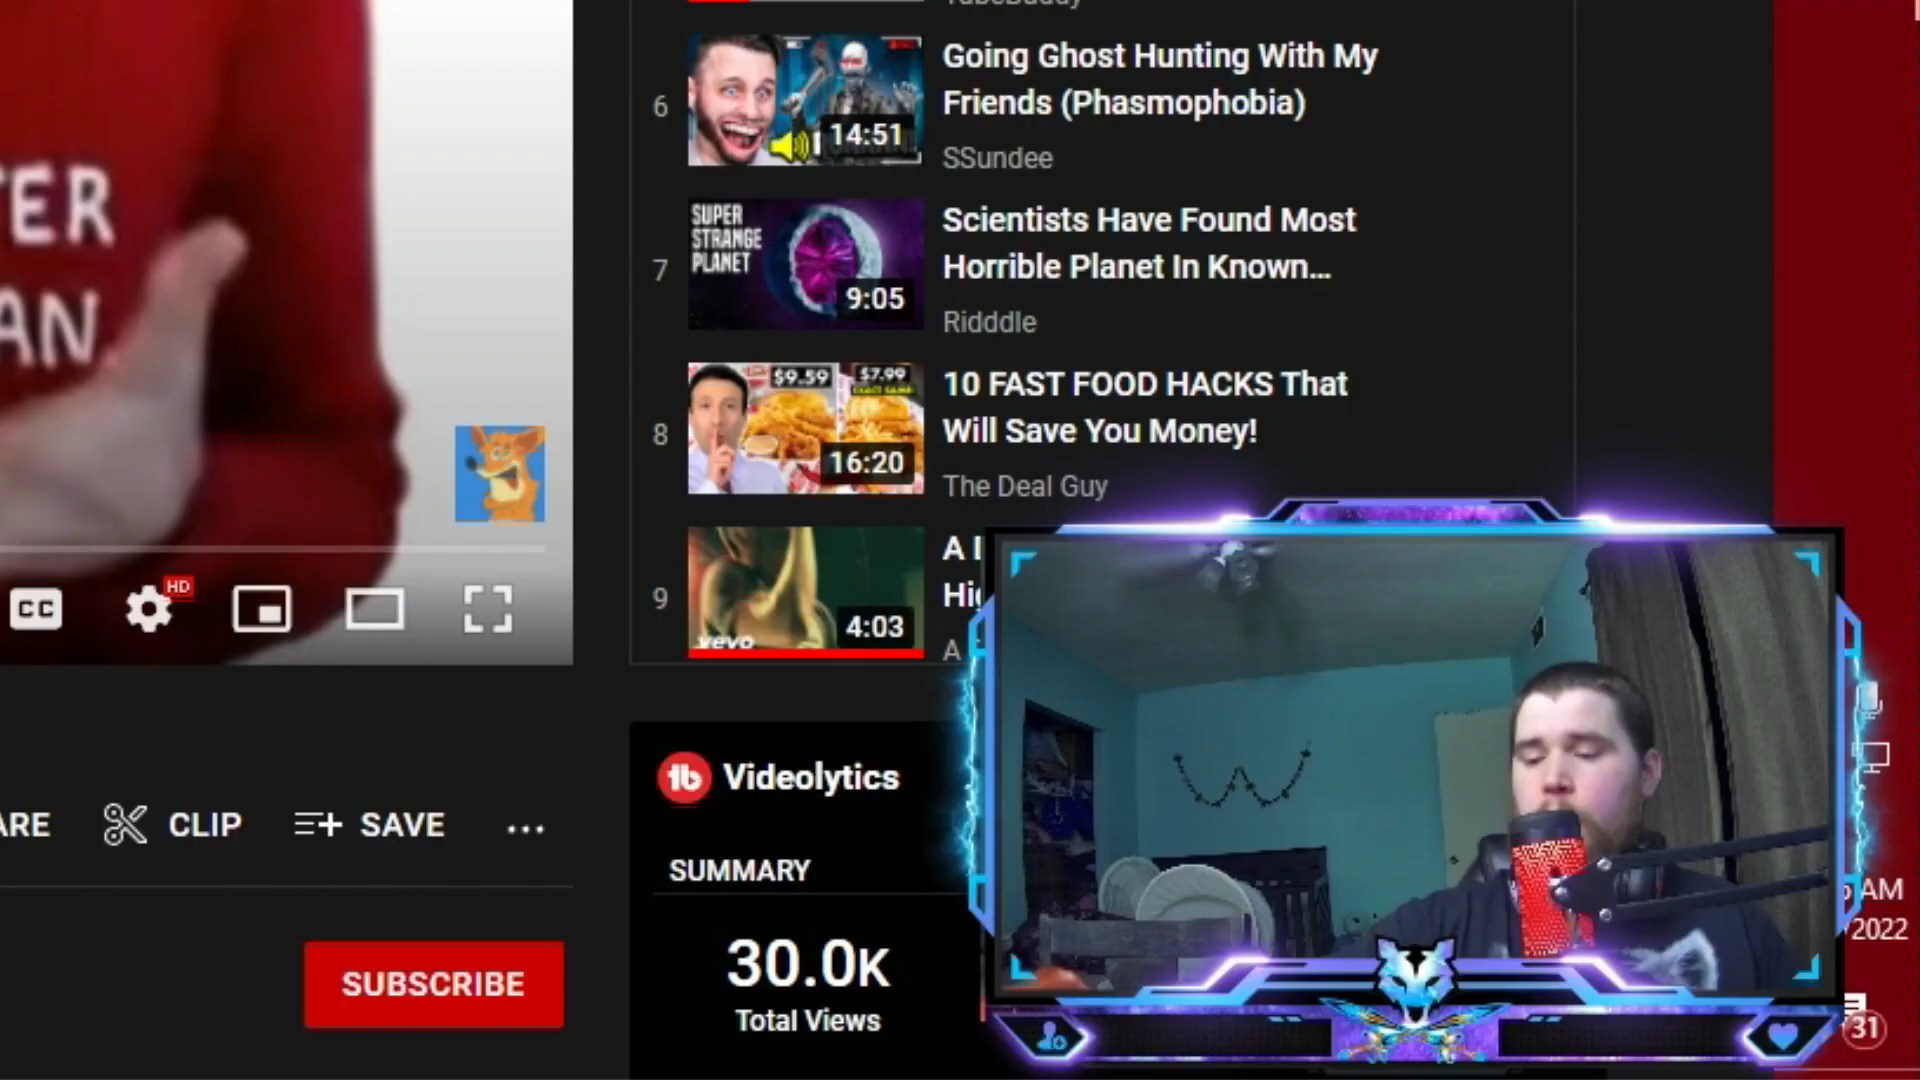 TER
AN.
CC
HD
ARE
CLIP
SAVE
SUBSCRIBE
6
14:51
Going Ghost Hunting With My
Friends (Phasmophobia)
SSundee
7
SUPER
STRANGE
PLANET
9:05
Scientists Have Found Most
Horrible Planet In Known...
Ridddle
8
$9.59
$7.99
16:20
10 FAST FOOD HACKS That
Will Save You Money!
The Deal Guy
9
vevo
4:03
A
Hi
A
tb Videolytics
SUMMARY
30.0K
Total Views
AM
2022
31